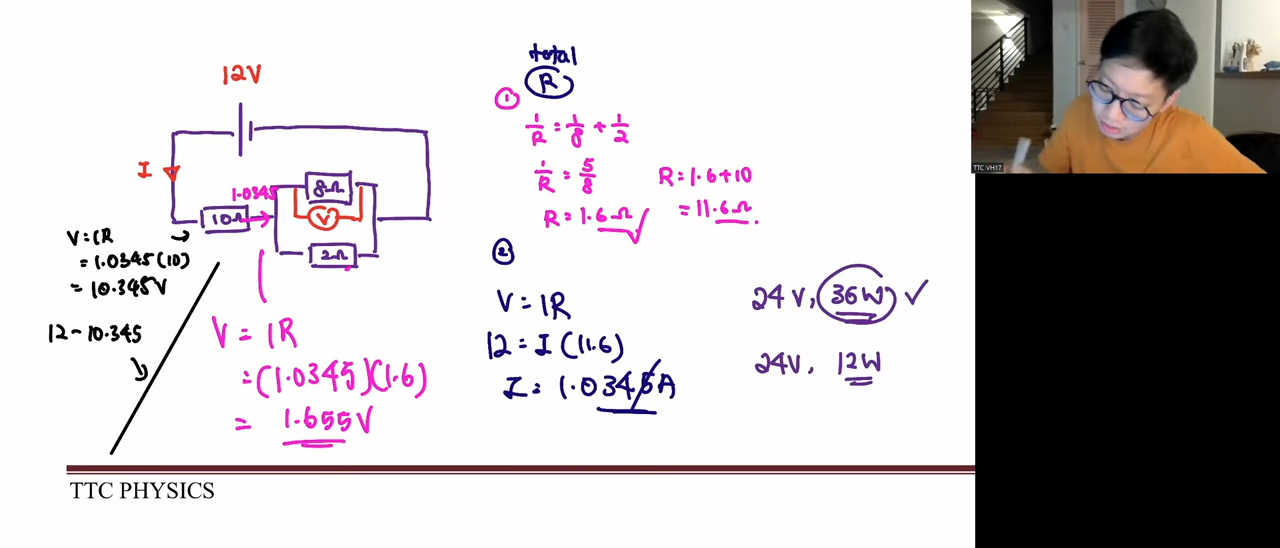 12V
I
1.0345
10Ω
8Ω
V
2Ω
V = IR
= 1.0345 (10)
= 10.345V
12 - 10.345
V = IR
= (1.0345)(1.6)
= 1.655V
total
R
1
1/R = 1/8 + 1/2
1/R = 5/8
R = 1.6Ω
R = 1.6 + 10
= 11.6Ω
2
V = IR
12 = I (11.6)
I = 1.0345A
24V, 36W ✓
24V, 12W
TTC PHYSICS
TTC VH17